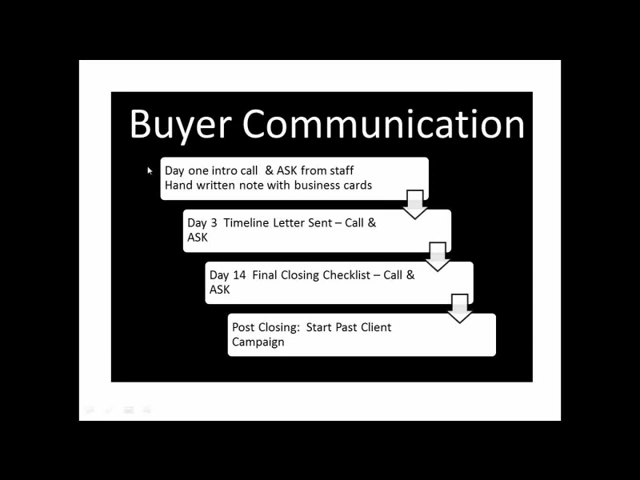 Buyer Communication
Day one intro call & ASK from staff
Hand written note with business cards
Day 3 Timeline Letter Sent – Call &
ASK
Day 14 Final Closing Checklist – Call &
ASK
Post Closing: Start Past Client
Campaign